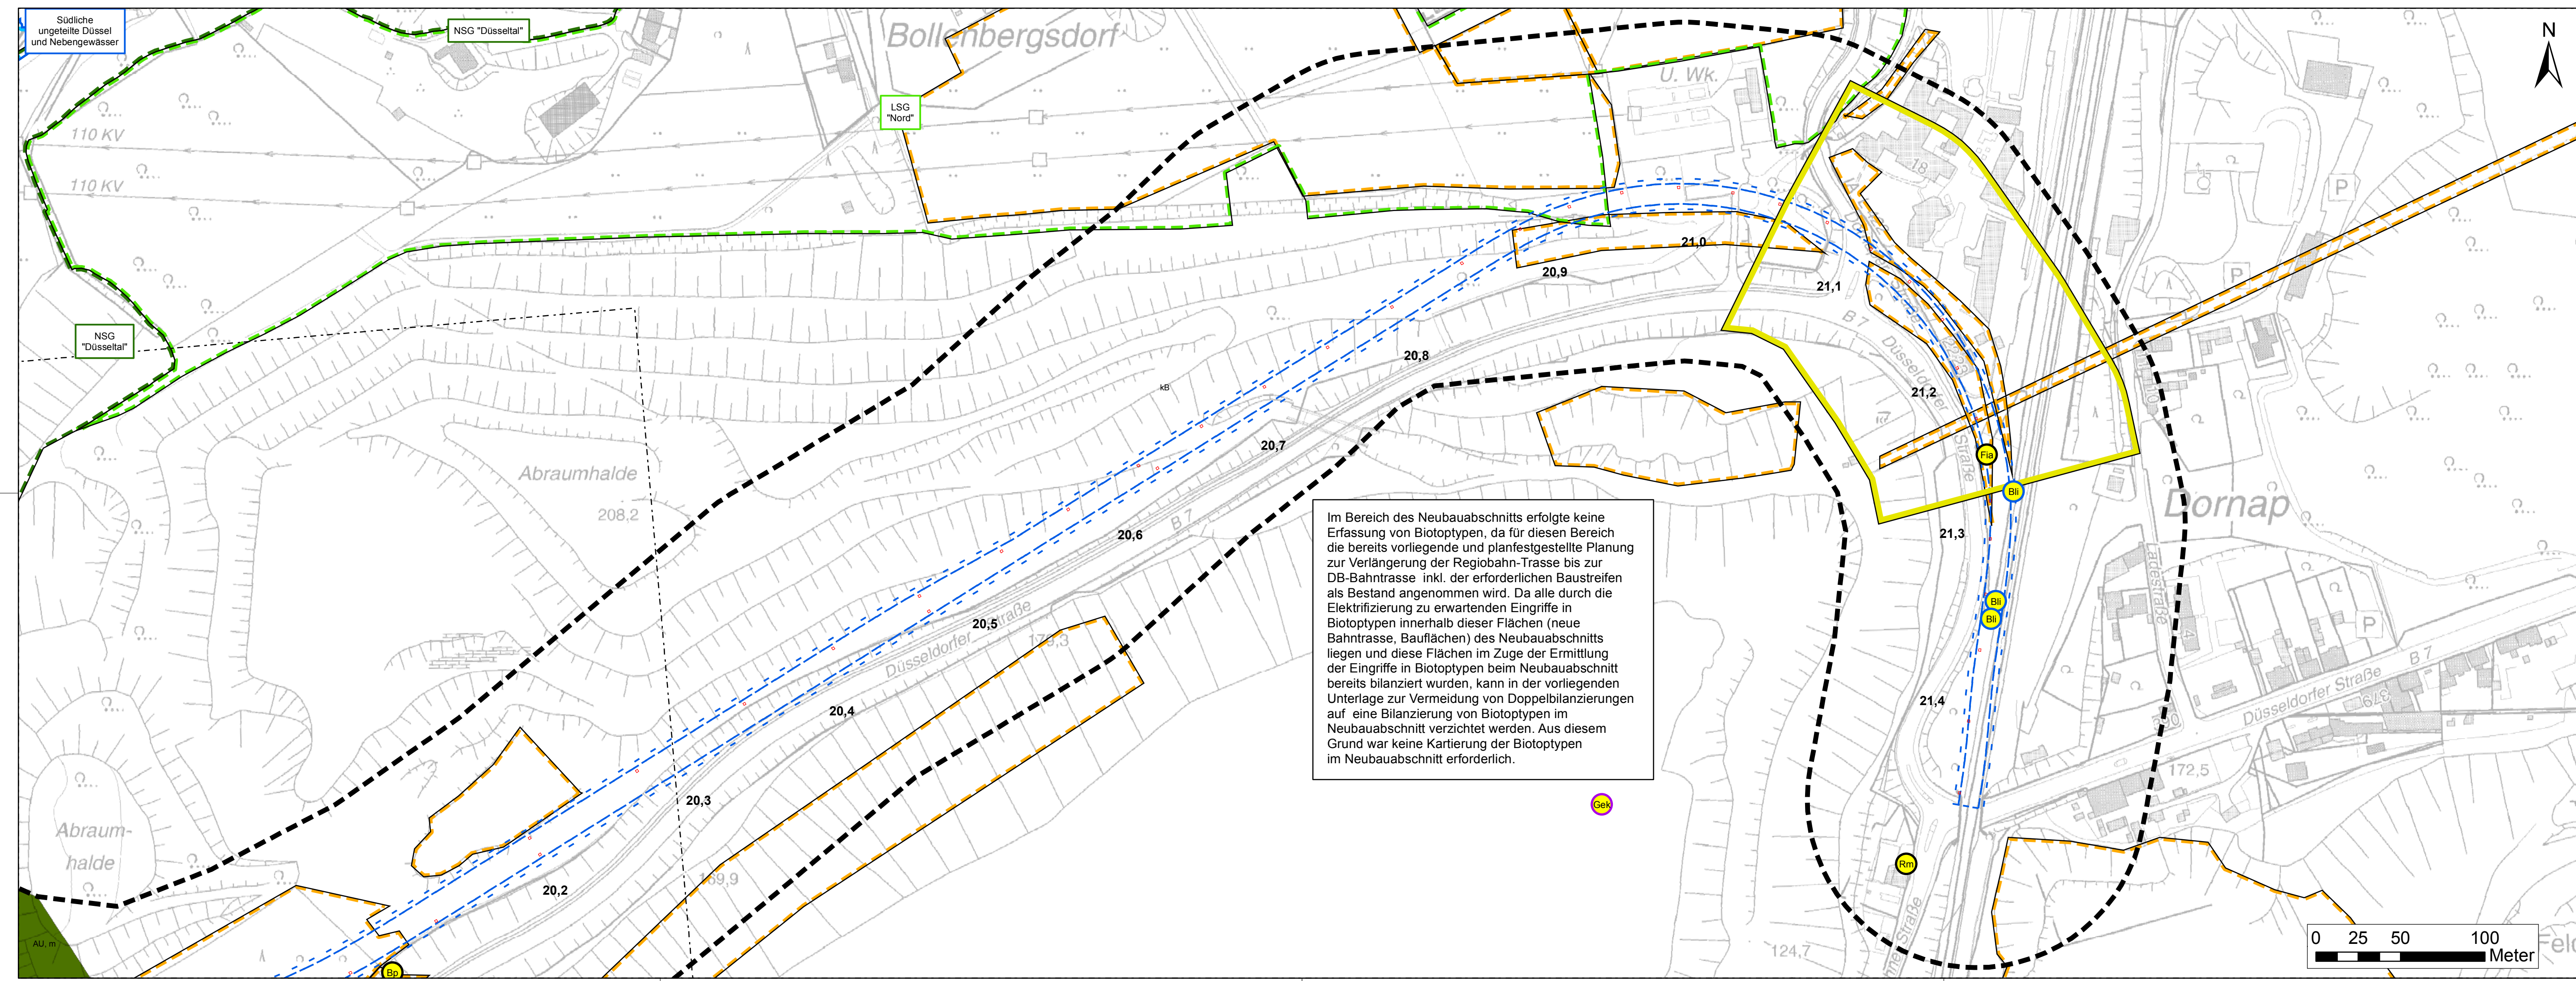 Südliche
ungeteilte Düssel
und Nebengewässer
NSG "Düsseltal"
Bollenbergsdorf
U. Wk.
N
LSG
"Nord"
110 KV
110 KV
18
P
P
NSG
"Düsseltal"
21,0
20,9
21,1
B 7
20,8
kB
Düsseldorfer
Straße
21,2
20,7
Abraumhalde
208,2
Fia
Bli
Dornap
20,6
B 7
21,3
Ladestraße
Im Bereich des Neubauabschnitts erfolgte keine
Erfassung von Biotoptypen, da für diesen Bereich
die bereits vorliegende und planfestgestellte Planung
zur Verlängerung der Regiobahn-Trasse bis zur
DB-Bahntrasse inkl. der erforderlichen Baustreifen
als Bestand angenommen wird. Da alle durch die
Elektrifizierung zu erwartenden Eingriffe in
Biotoptypen innerhalb dieser Flächen (neue
Bahntrasse, Bauflächen) des Neubauabschnitts
liegen und diese Flächen im Zuge der Ermittlung
der Eingriffe in Biotoptypen beim Neubauabschnitt
bereits bilanziert wurden, kann in der vorliegenden
Unterlage zur Vermeidung von Doppelbilanzierungen
auf eine Bilanzierung von Biotoptypen im
Neubauabschnitt verzichtet werden. Aus diesem
Grund war keine Kartierung der Biotoptypen
im Neubauabschnitt erforderlich.
Bli
Bli
P
20,5
Düsseldorfer Straße
179,3
21,4
Düsseldorfer Straße
B 7
379
20,4
172,5
20,3
Gek
Abraum-
halde
Rm
20,2
169,9
AU, m
Bp
124,7
0 25 50 100
Meter